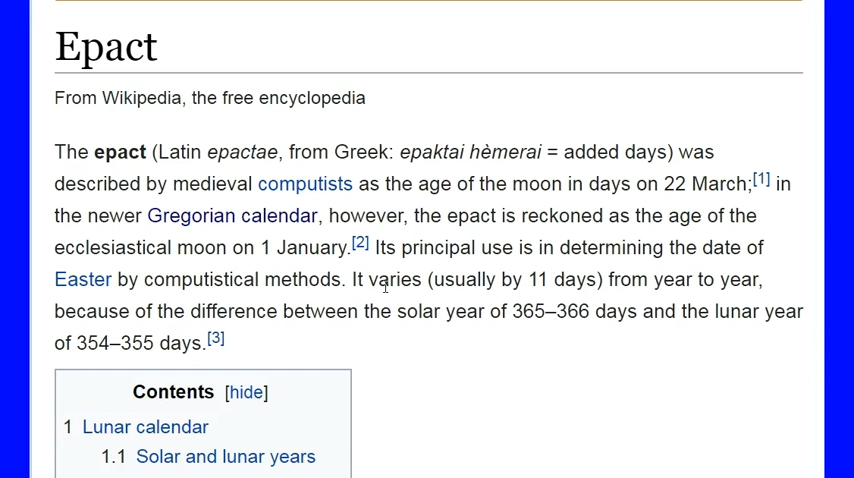 Epact
From Wikipedia, the free encyclopedia
The epact (Latin epactae, from Greek: epaktai hèmerai = added days) was
described by medieval computists as the age of the moon in days on 22 March;[1] in
the newer Gregorian calendar, however, the epact is reckoned as the age of the
ecclesiastical moon on 1 January.[2] Its principal use is in determining the date of
Easter by computistical methods. It varies (usually by 11 days) from year to year,
because of the difference between the solar year of 365–366 days and the lunar year
of 354–355 days.[3]
Contents [hide]
1 Lunar calendar
1.1 Solar and lunar years